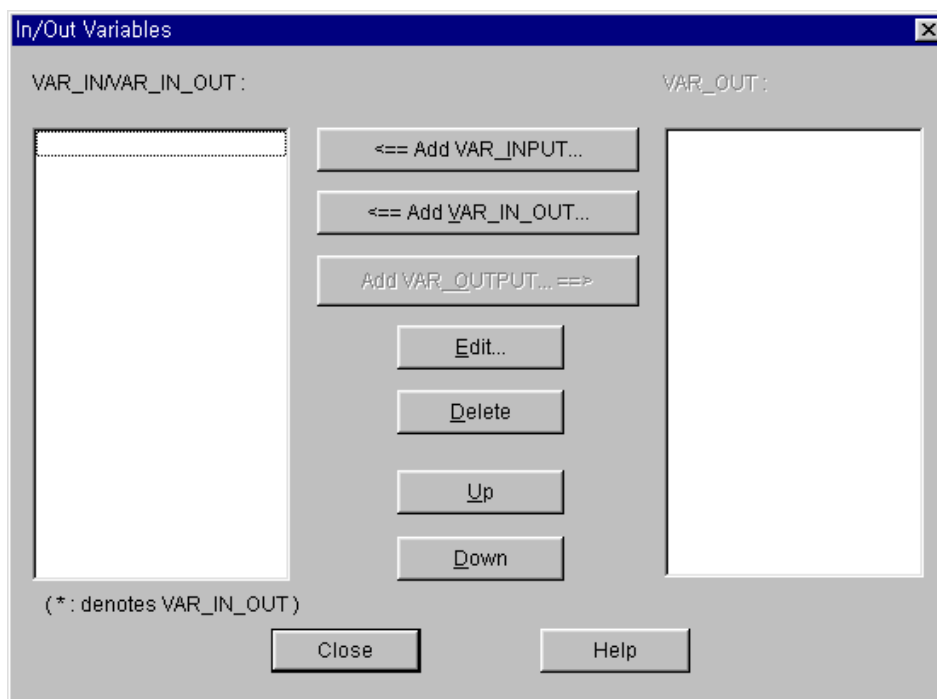 In/Out Variables
VAR_IN/VAR_IN_OUT :
VAR_OUT :
<== Add VAR_INPUT...
<== Add VAR_IN_OUT...
Add VAR_OUTPUT... ==>
Edit...
Delete
Up
Down
( * : denotes VAR_IN_OUT )
Close
Help